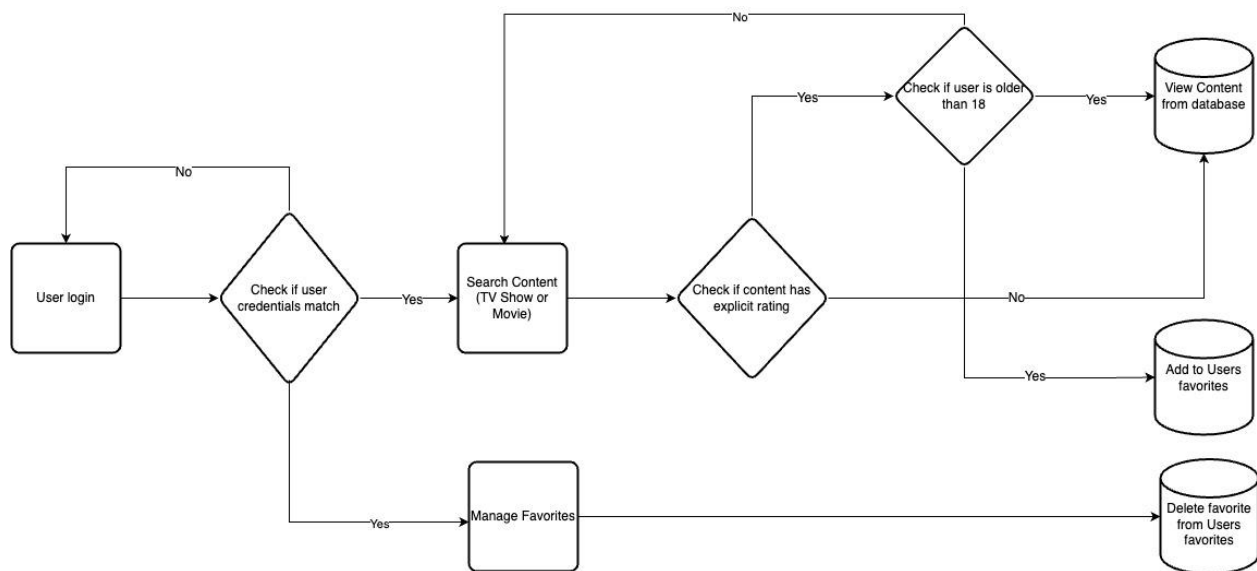 No
Check if user is older
than 18
Yes
Yes
View Content
from database
No
User login
Check if user
credentials match
Yes
Search Content
(TV Show or
Movie)
Check if content has
explicit rating
No
Yes
Add to Users
favorites
Yes
Manage Favorites
Delete favorite
from Users
favorites